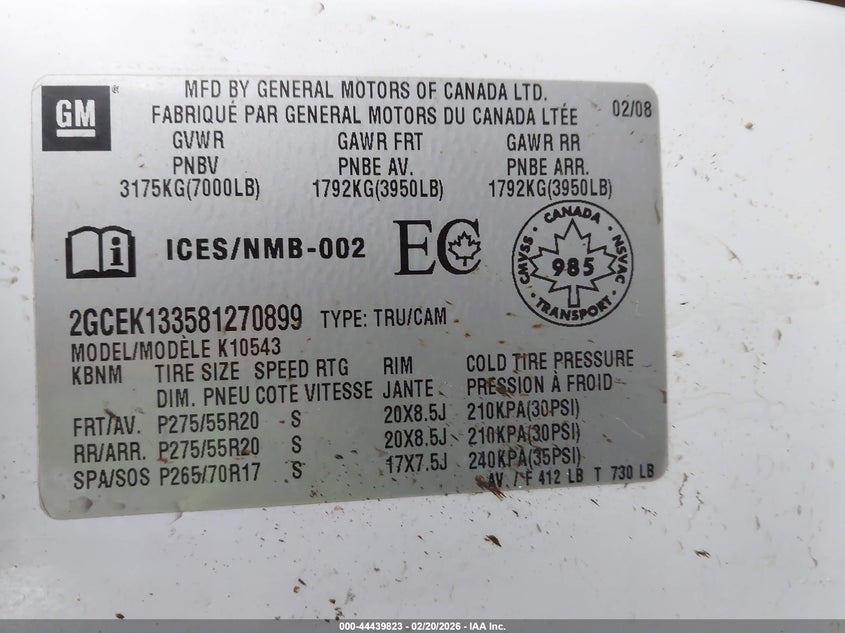 GM
MFD BY GENERAL MOTORS OF CANADA LTD.
FABRIQUÉ PAR GENERAL MOTORS DU CANADA LTÉE 02/08
GVWR GAWR FRT GAWR RR
PNBV PNBE AV. PNBE ARR.
3175KG(7000LB) 1792KG(3950LB) 1792KG(3950LB)
ICES/NMB-002 EC
CANADA
CMVSS 985 NSVAC
TRANSPORT
2GCEK133581270899 TYPE: TRU/CAM
MODEL/MODÈLE K10543
KBNM TIRE SIZE SPEED RTG RIM COLD TIRE PRESSURE
DIM. PNEU COTE VITESSE JANTE PRESSION À FROID
FRT/AV. P275/55R20 S 20X8.5J 210KPA(30PSI)
RR/ARR. P275/55R20 S 20X8.5J 210KPA(30PSI)
SPA/SOS P265/70R17 S 17X7.5J 240KPA(35PSI)
AV. / F 412 LB T 730 LB
000-44439823 - 02/20/2026 - IAA Inc.